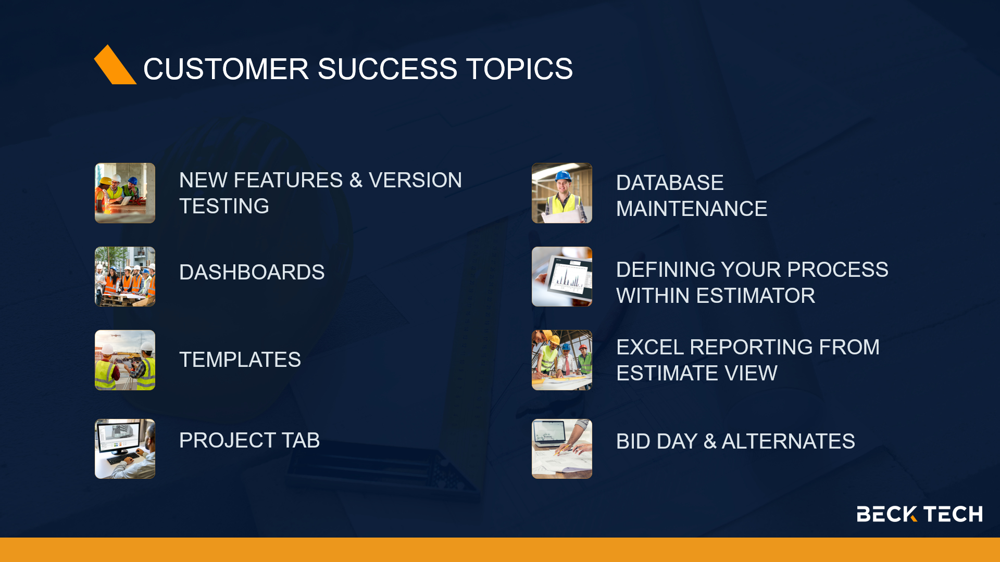 CUSTOMER SUCCESS TOPICS
NEW FEATURES & VERSION
TESTING
DASHBOARDS
TEMPLATES
PROJECT TAB
DATABASE
MAINTENANCE
DEFINING YOUR PROCESS
WITHIN ESTIMATOR
EXCEL REPORTING FROM
ESTIMATE VIEW
BID DAY & ALTERNATES
BECK TECH